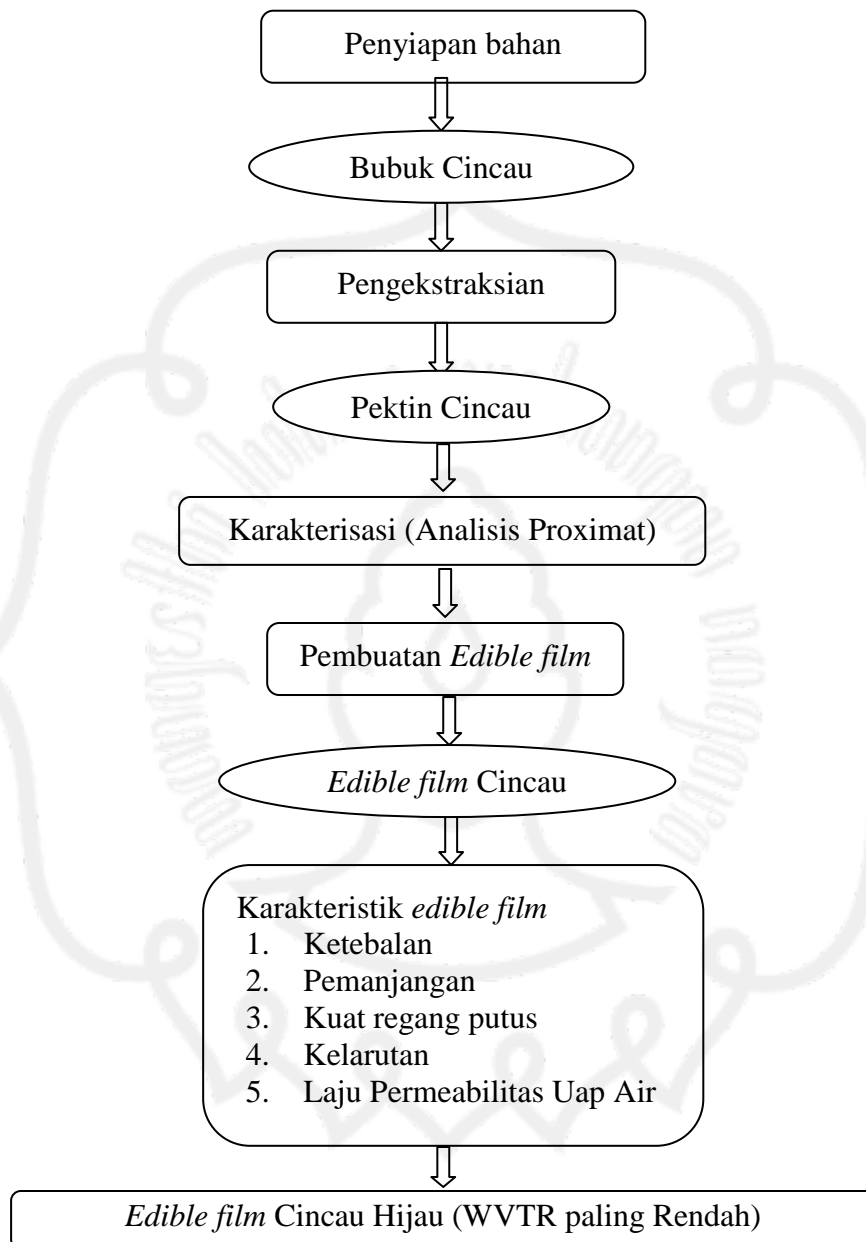 Penyiapan bahan
Bubuk Cincau
Pengekstraksian
Pektin Cincau
Karakterisasi (Analisis Proximat)
Pembuatan Edible film
Edible film Cincau
Karakteristik edible film
1. Ketebalan
2. Pemanjangan
3. Kuat regang putus
4. Kelarutan
5. Laju Permeabilitas Uap Air
Edible film Cincau Hijau (WVTR paling Rendah)